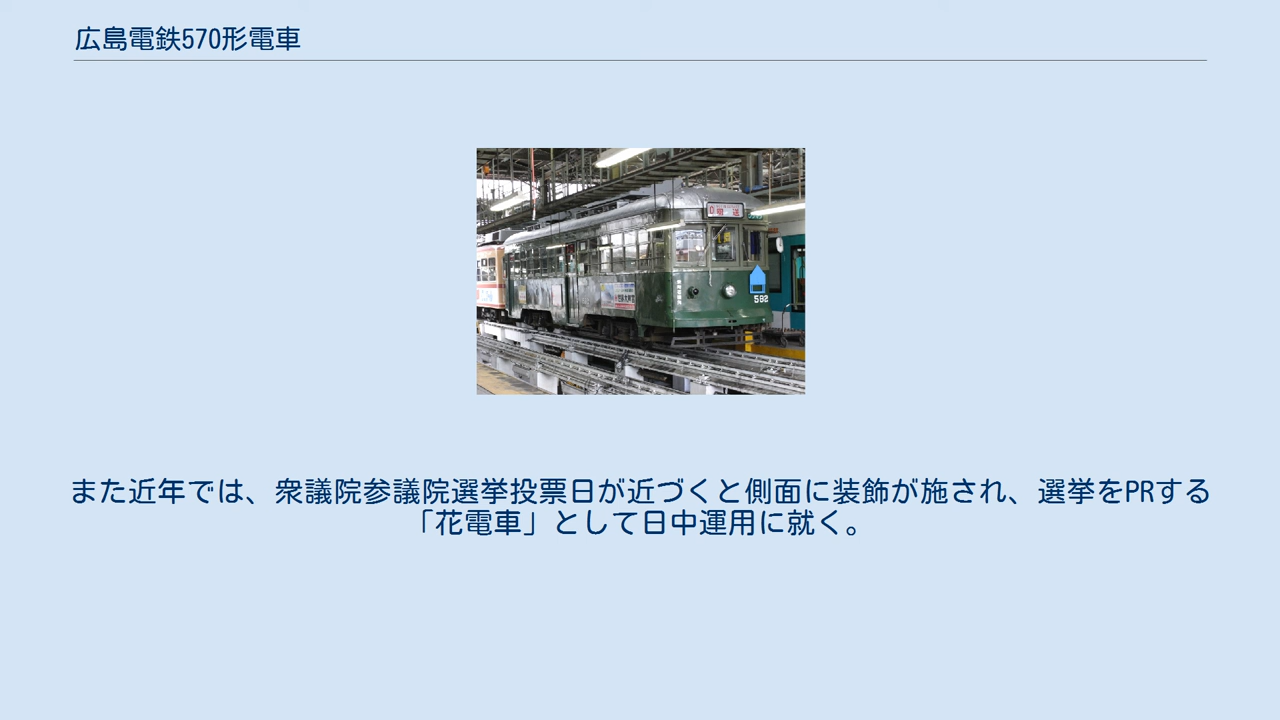 広島電鉄570形電車
582
また近年では、衆議院参議院選挙投票日が近づくと側面に装飾が施され、選挙をPRする
「花電車」として日中運用に就く。